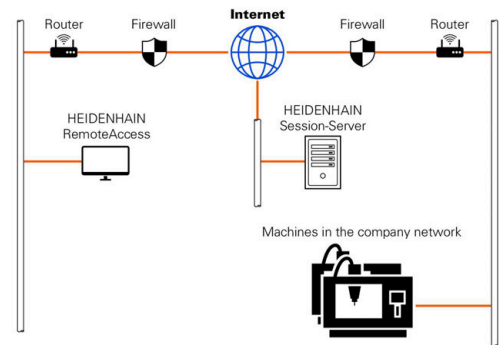 Internet
Router
Firewall
Firewall
Router
HEIDENHAIN
RemoteAccess
HEIDENHAIN
Session-Server
Machines in the company network